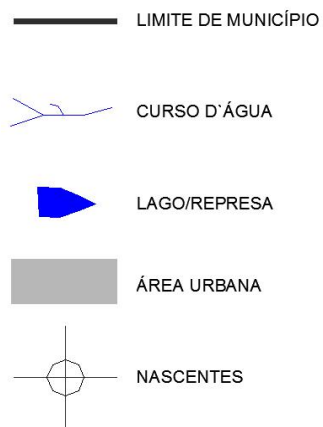 LIMITE DE MUNICÍPIO
CURSO D`ÁGUA
LAGO/REPRESA
ÁREA URBANA
NASCENTES